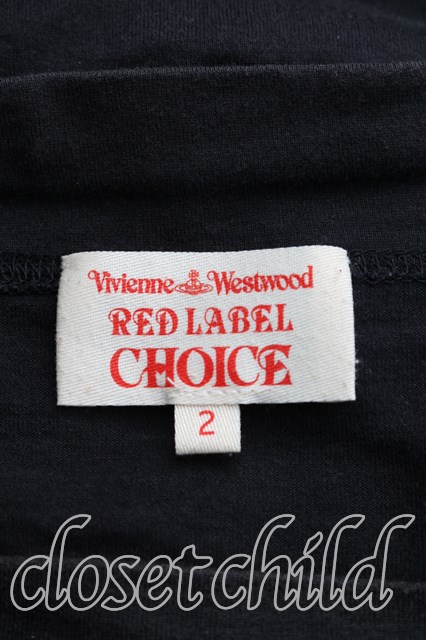 Vivienne Westwood
RED LABEL
CHOICE
2
closet child